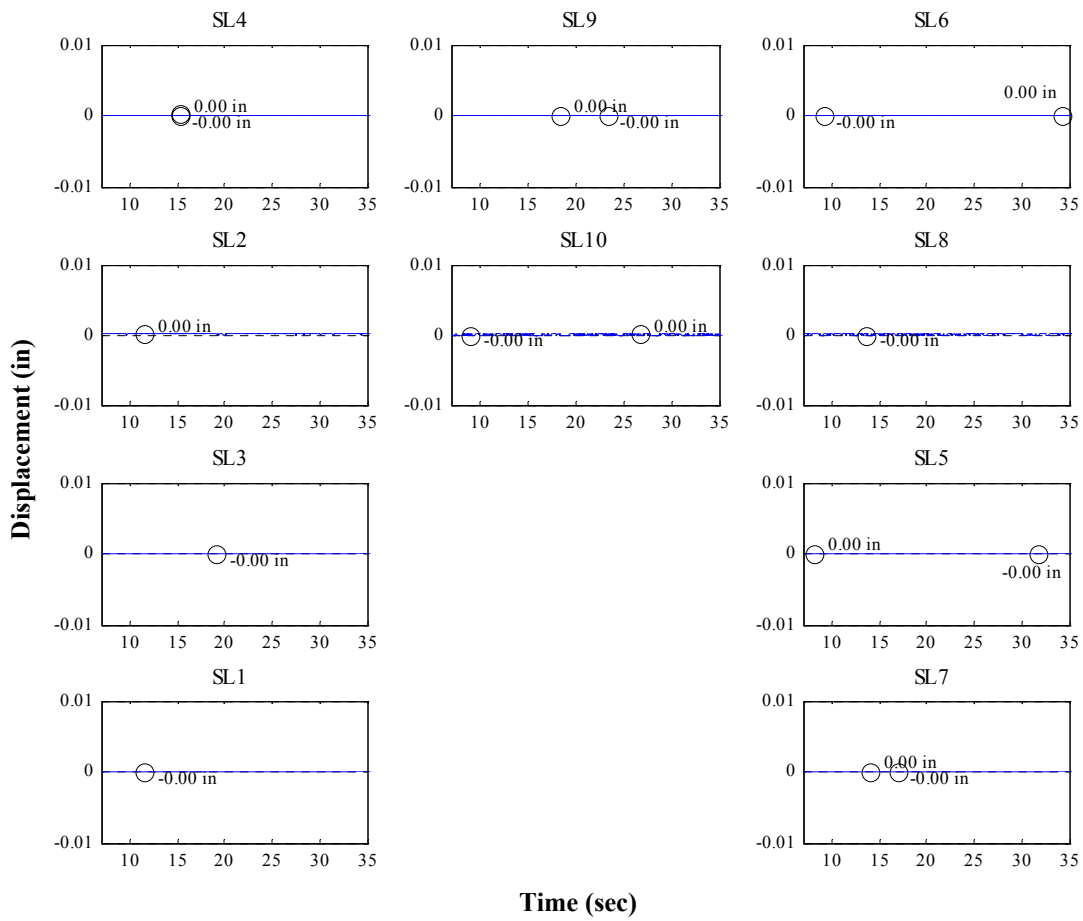 SL4 SL9 SL6
0.01 0.01 0.01
0.00 in 0.00 in 0.00 in
0 0 0
-0.00 in -0.00 in -0.00 in
-0.01 -0.01 -0.01
10 15 20 25 30 35 10 15 20 25 30 35 10 15 20 25 30 35
SL2 SL10 SL8
0.01 0.01 0.01
0.00 in 0.00 in
0 0 0
-0.00 in -0.00 in
-0.01 -0.01 -0.01
10 15 20 25 30 35 10 15 20 25 30 35 10 15 20 25 30 35
Displacement (in)
SL3 SL5
0.01 0.01
0.00 in
0 0
-0.00 in -0.00 in
-0.01 -0.01
10 15 20 25 30 35 10 15 20 25 30 35
SL1 SL7
0.01 0.01
0.00 in
0 0
-0.00 in -0.00 in
-0.01 -0.01
10 15 20 25 30 35 10 15 20 25 30 35
Time (sec)